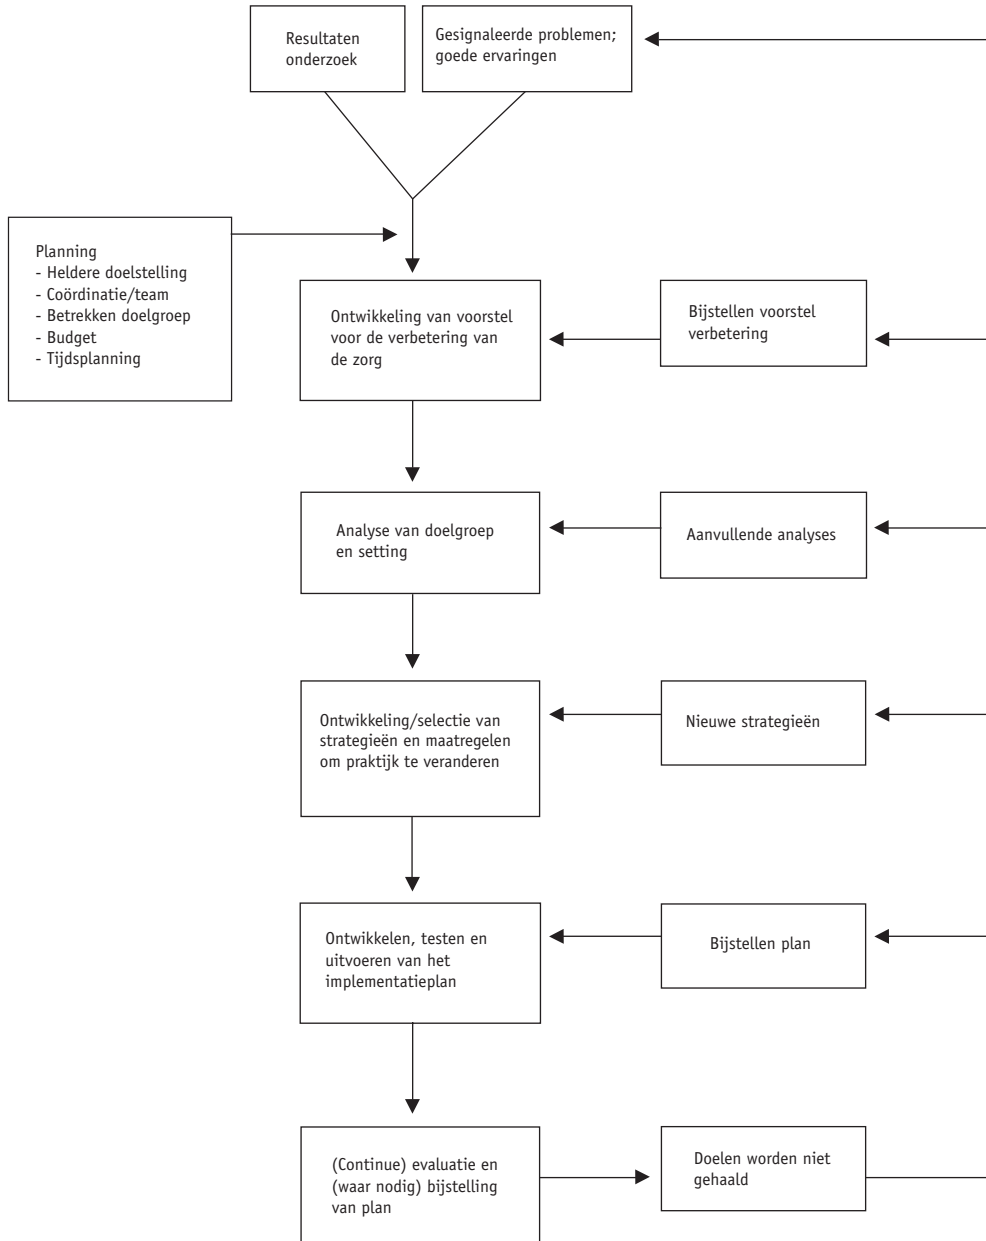 Resultaten
onderzoek
Gesignaleerde problemen;
goede ervaringen
Planning
- Heldere doelstelling
- Coördinatie/team
- Betrekken doelgroep
- Budget
- Tijdsplanning
Ontwikkeling van voorstel
voor de verbetering van
de zorg
Bijstellen voorstel
verbetering
Analyse van doelgroep
en setting
Aanvullende analyses
Ontwikkeling/selectie van
strategieën en maatregelen
om praktijk te veranderen
Nieuwe strategieën
Ontwikkelen, testen en
uitvoeren van het
implementatieplan
Bijstellen plan
(Continue) evaluatie en
(waar nodig) bijstelling
van plan
Doelen worden niet
gehaald